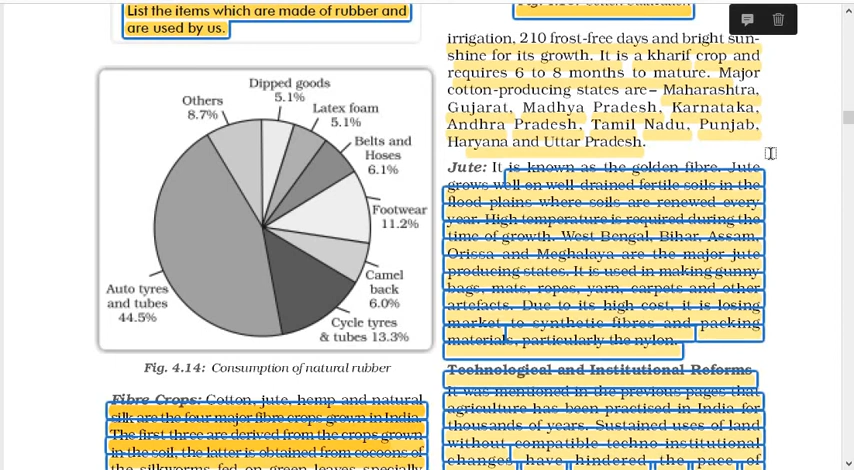 List the items which are made of rubber and
are used by us.
Dipped goods
5.1%
Others
8.7%
Latex foam
5.1%
Belts and
Hoses
6.1%
Footwear
11.2%
Camel
back
6.0%
Auto tyres
and tubes
44.5%
Cycle tyres
& tubes 13.3%
Fig. 4.14: Consumption of natural rubber
Fibre Crops: Cotton, jute, hemp and natural
silk are the four major fibre crops grown in India.
The first three are derived from the crops grown
in the soil, the latter is obtained from cocoons of
the silkworms fed on green leaves specially
irrigation, 210 frost-free days and bright sun-
shine for its growth. It is a kharif crop and
requires 6 to 8 months to mature. Major
cotton-producing states are– Maharashtra,
Gujarat, Madhya Pradesh, Karnataka,
Andhra Pradesh, Tamil Nadu, Punjab,
Haryana and Uttar Pradesh.
Jute: It is known as the golden fibre. Jute
grows well on well-drained fertile soils in the
flood plains where soils are renewed every
year. High temperature is required during the
time of growth. West Bengal, Bihar, Assam,
Orissa and Meghalaya are the major jute
producing states. It is used in making gunny
bags, mats, ropes, yarn, carpets and other
artefacts. Due to its high cost, it is losing
market to synthetic fibres and packing
materials, particularly the nylon.
Technological and Institutional Reforms
was mentioned in the previous pages that
agriculture has been practised in India for
thousands of years. Sustained uses of land
without compatible techno-institutional
changes have hindered the pace of